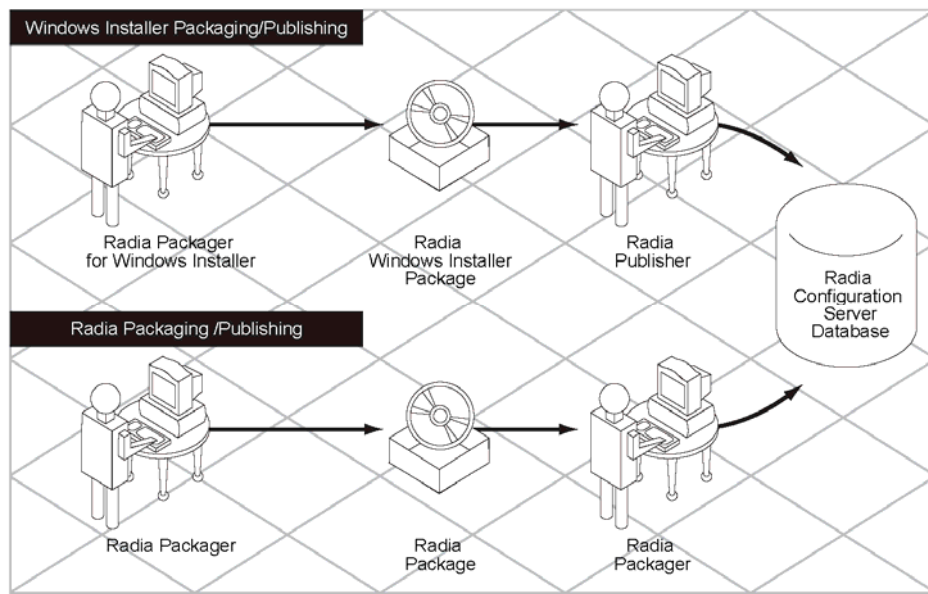 Windows Installer Packaging/Publishing
Radia Packager
for Windows Installer
Radia
Windows Installer
Package
Radia
Publisher
Radia
Configuration
Server
Database
Radia Packaging /Publishing
Radia Packager
Radia
Package
Radia
Packager